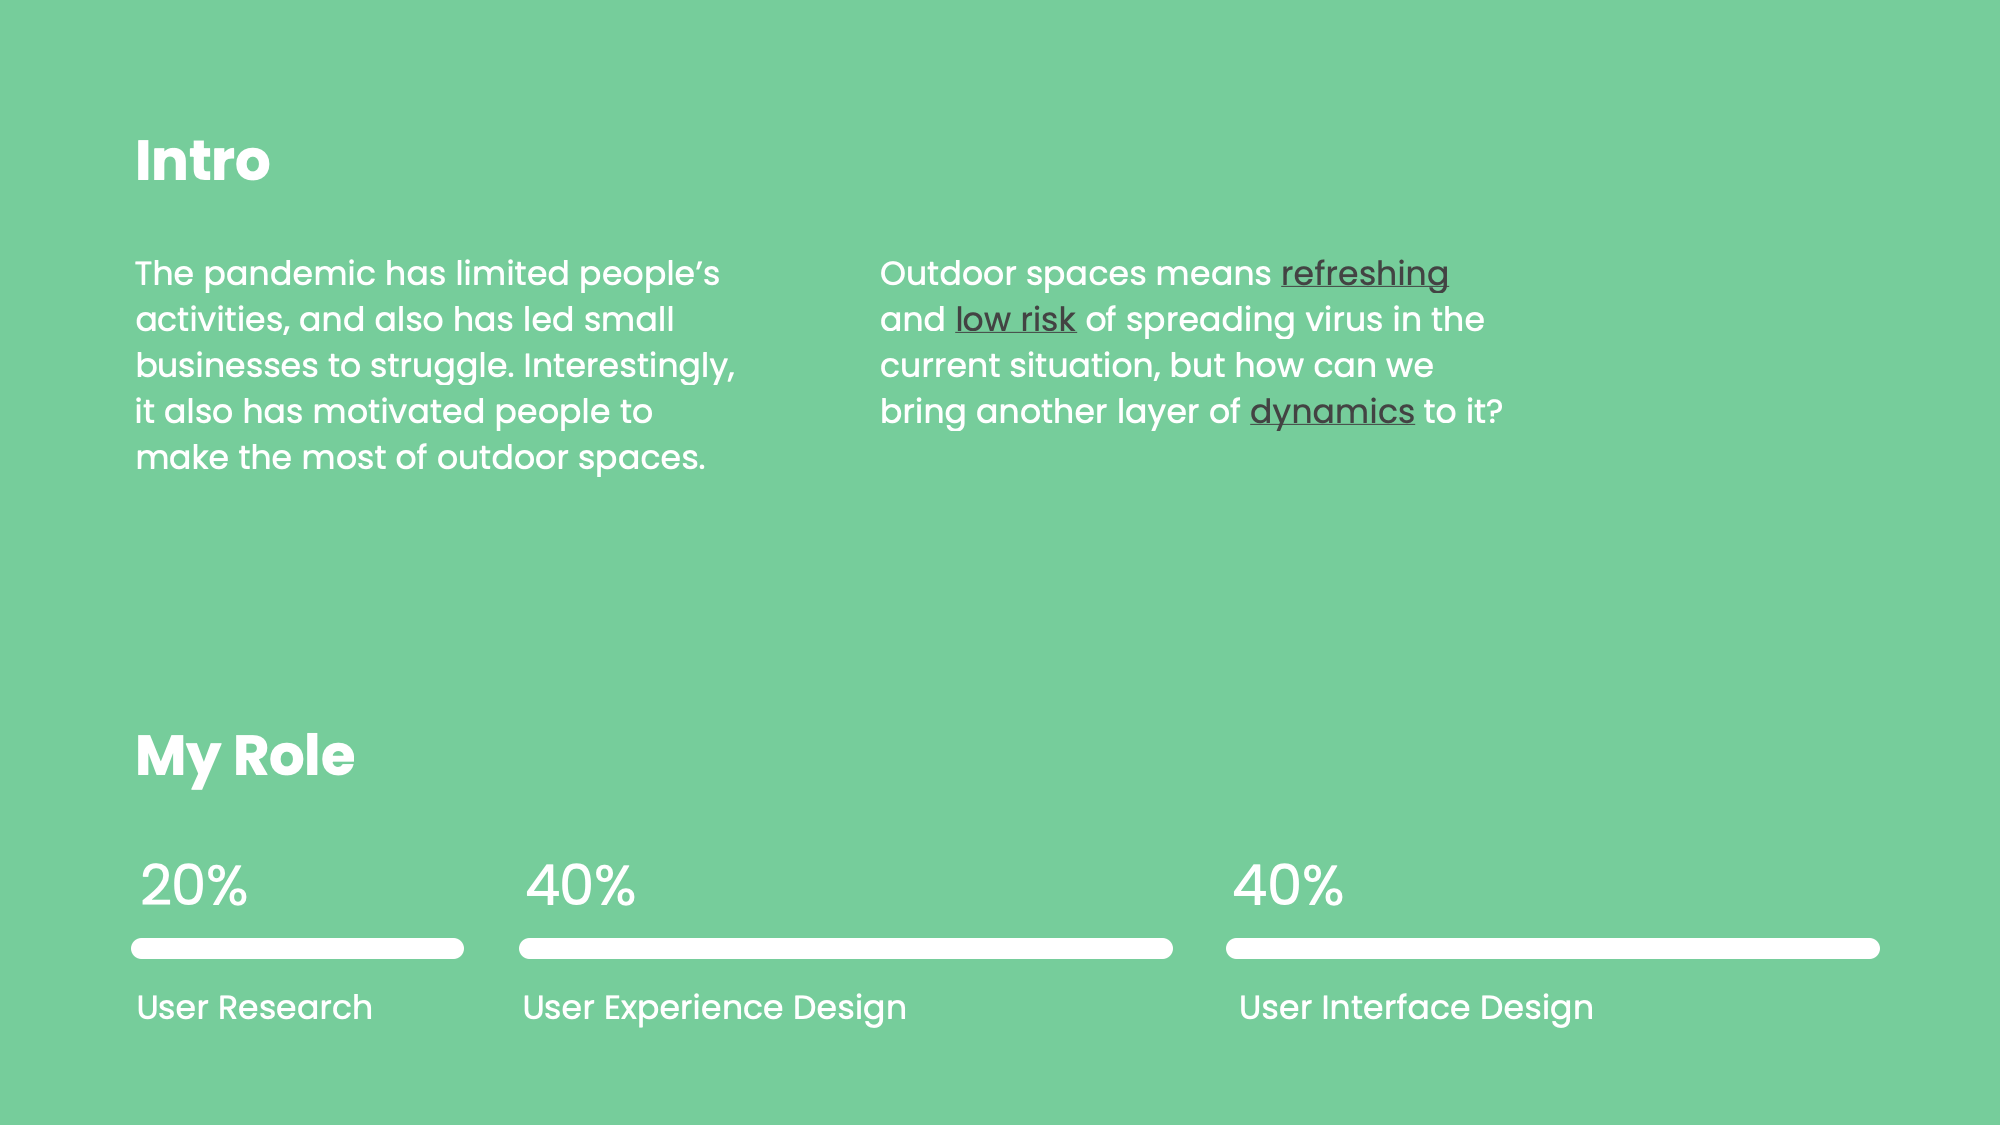 Intro
The pandemic has limited people’s
activities, and also has led small
businesses to struggle. Interestingly,
it also has motivated people to
make the most of outdoor spaces.
Outdoor spaces means refreshing
and low risk of spreading virus in the
current situation, but how can we
bring another layer of dynamics to it?
My Role
20%
User Research
40%
User Experience Design
40%
User Interface Design